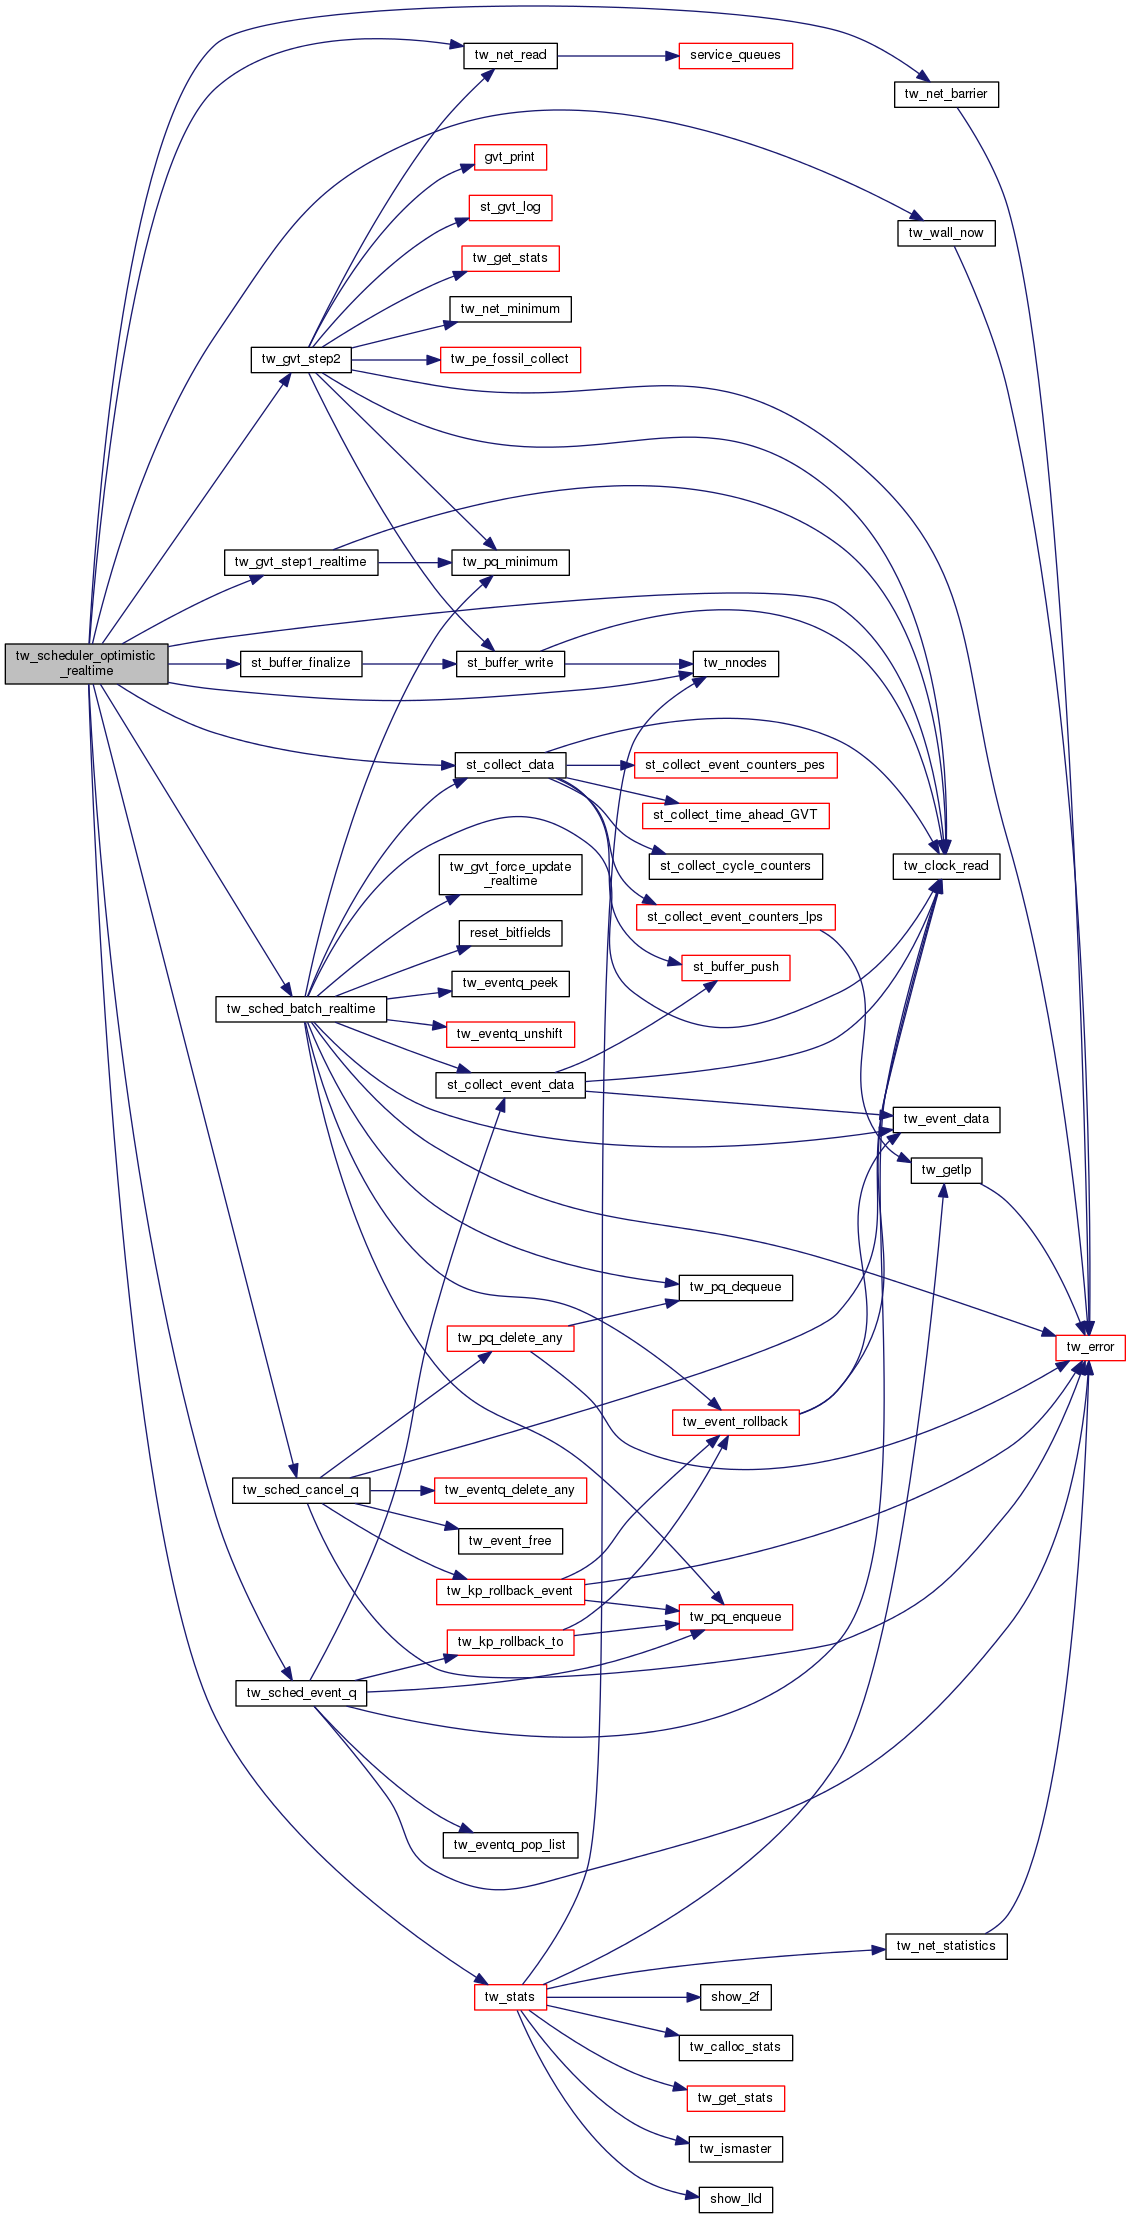 tw_net_read
service_queues
tw_net_barrier
gvt_print
st_gvt_log
tw_wall_now
tw_get_stats
tw_net_minimum
tw_gvt_step2
tw_pe_fossil_collect
tw_gvt_step1_realtime
tw_pq_minimum
tw_scheduler_optimistic
_realtime
st_buffer_finalize
st_buffer_write
tw_nnodes
st_collect_data
st_collect_event_counters_pes
st_collect_time_ahead_GVT
tw_gvt_force_update
_realtime
st_collect_cycle_counters
tw_clock_read
st_collect_event_counters_lps
reset_bitfields
st_buffer_push
tw_eventq_peek
tw_sched_batch_realtime
tw_eventq_unshift
st_collect_event_data
tw_event_data
tw_getlp
tw_pq_dequeue
tw_pq_delete_any
tw_error
tw_event_rollback
tw_sched_cancel_q
tw_eventq_delete_any
tw_event_free
tw_kp_rollback_event
tw_pq_enqueue
tw_kp_rollback_to
tw_sched_event_q
tw_eventq_pop_list
tw_net_statistics
tw_stats
show_2f
tw_calloc_stats
tw_get_stats
tw_ismaster
show_lld